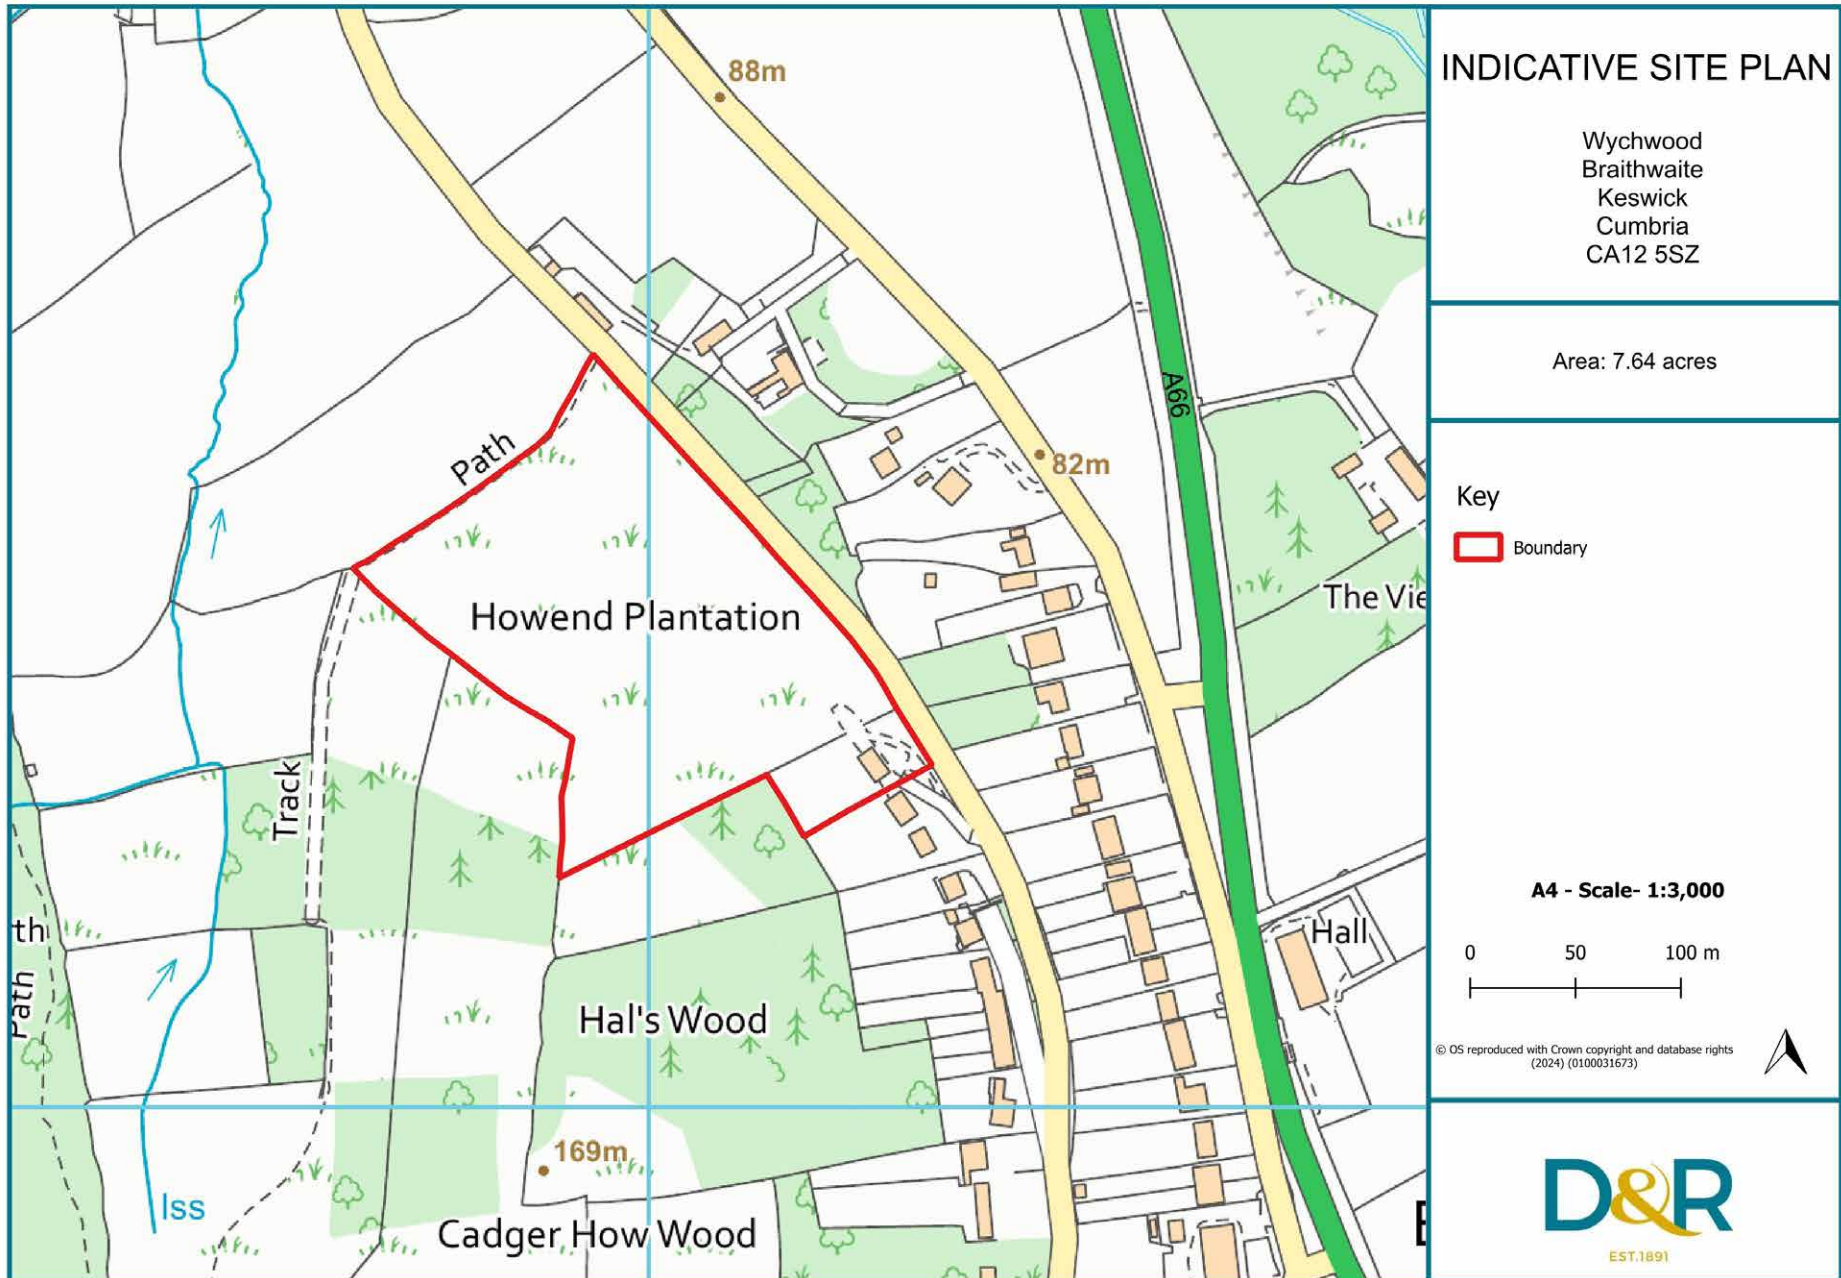 88m
82m
A66
Path
Howend Plantation
The Vie
Track
Hall
th
Path
Hal's Wood
169m
Iss
Cadger How Wood
INDICATIVE SITE PLAN
Wychwood
Braithwaite
Keswick
Cumbria
CA12 5SZ
Area: 7.64 acres
Key
Boundary
A4 - Scale- 1:3,000
0 50 100 m
© OS reproduced with Crown copyright and database rights
(2024) (0100031673)
D&R
EST.1891